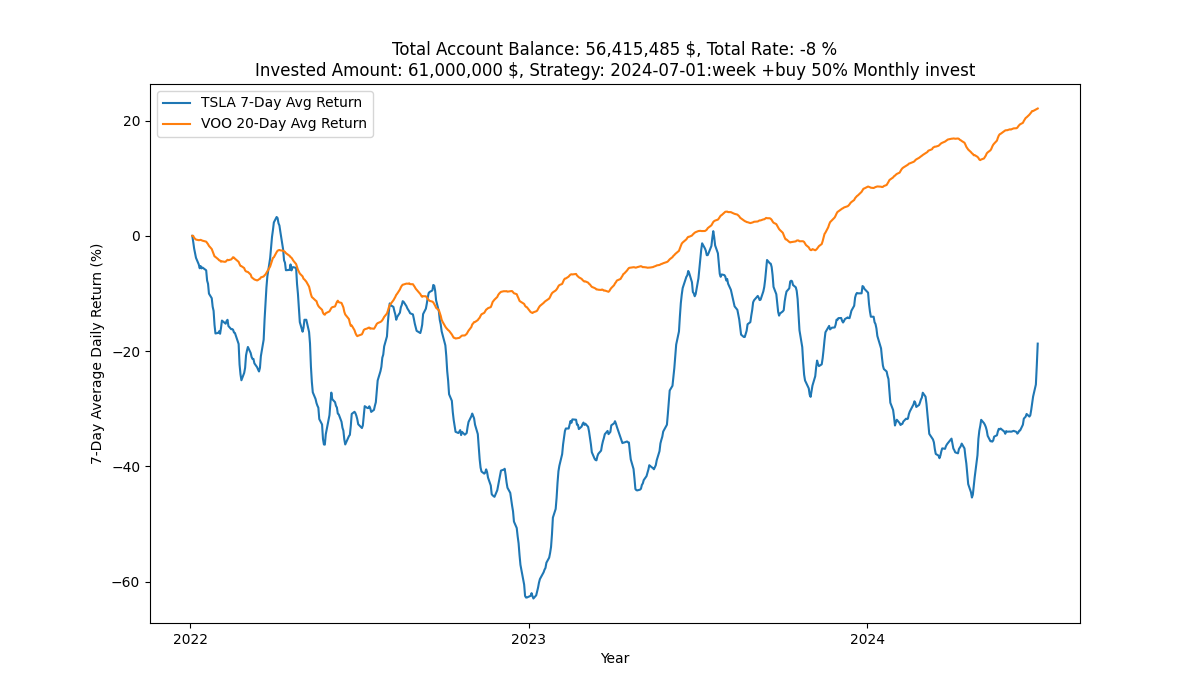 Total Account Balance: 56,415,485 $, Total Rate: -8 %
Invested Amount: 61,000,000 $, Strategy: 2024-07-01:week +buy 50% Monthly invest
TSLA 7-Day Avg Return
VOO 20-Day Avg Return
7-Day Average Daily Return (%)
20
0
−20
−40
−60
2022
2023
2024
Year